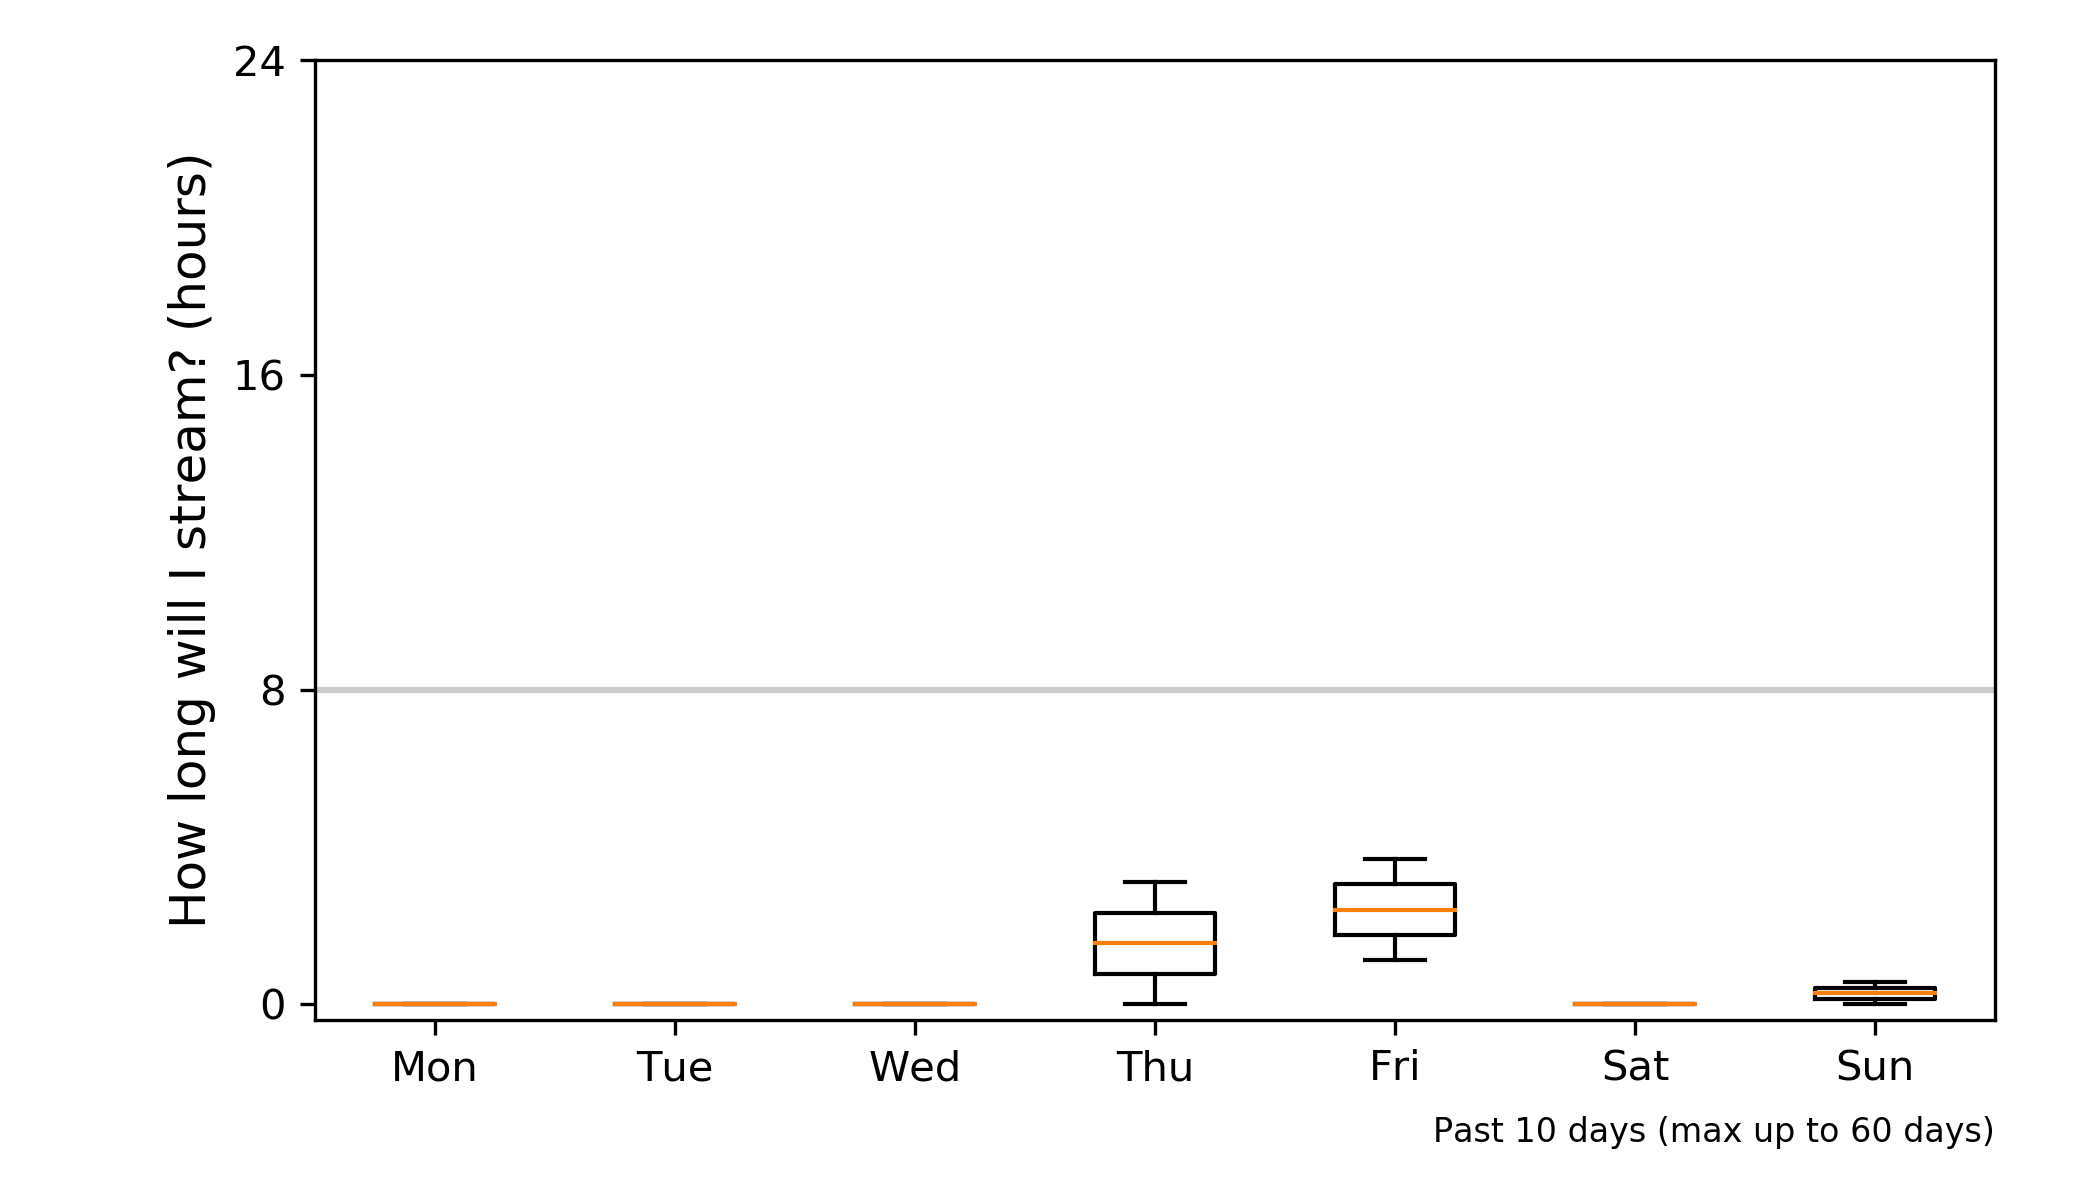 How long will I stream? (hours)
24
16
8
0
Mon Tue Wed Thu Fri Sat Sun
Past 10 days (max up to 60 days)